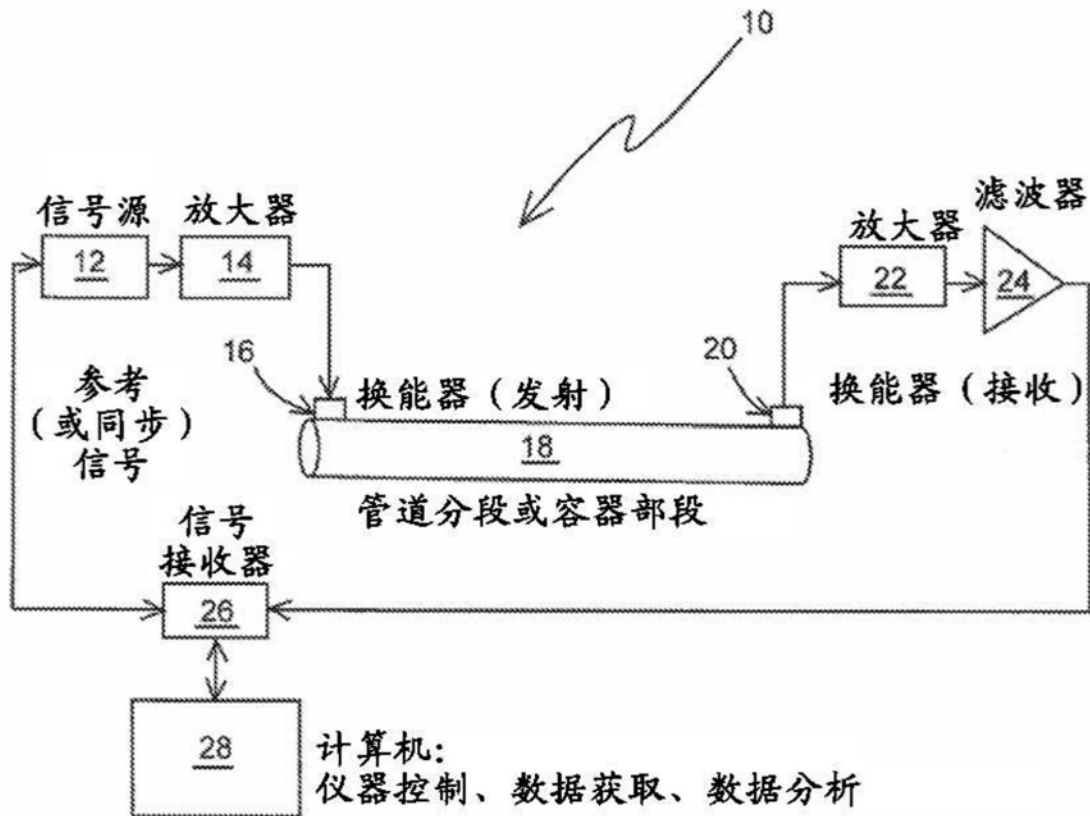 10
信号源
放大器
12
14
放大器
滤波器
22
24
16
换能器（发射）
20
换能器（接收）
参考
（或同步）
信号
18
管道分段或容器部段
信号
接收器
26
28
计算机：
仪器控制、数据获取、数据分析